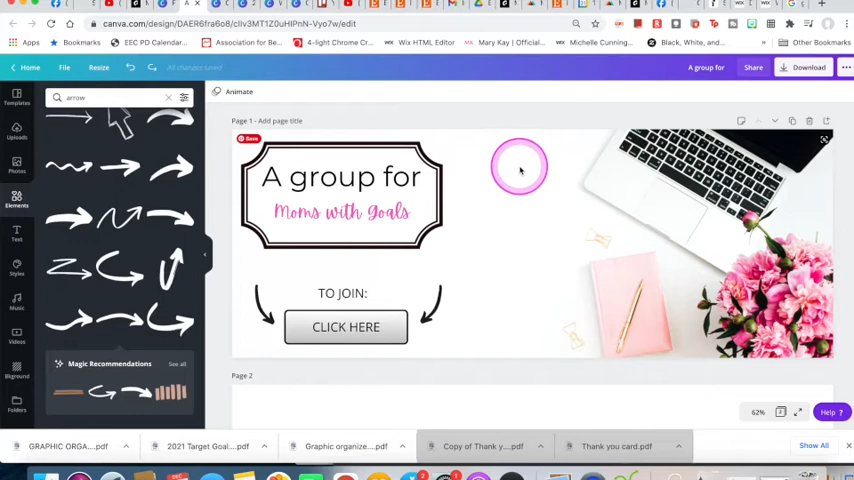 canva.com/design/DAER6fra6o8/cIIv3MT1Z0uHIPnN-Vyo7w/edit
Apps
Bookmarks
EEC PD Calendar...
Association for Be...
4-light Chrome Cr...
Wix HTML Editor
Mary Kay | Official...
Michelle Cunning...
Black, White, and...
»
Other Bookmarks
Home
File
Resize
All changes saved
A group for
Share
Download
Templates
Uploads
Photos
Elements
Text
Styles
Music
Videos
Bkground
Folders
arrow
Magic Recommendations
See all
Animate
Page 1 - Add page title
Save
A group for
Moms with Goals
TO JOIN:
CLICK HERE
Page 2
62%
Help ?
GRAPHIC ORGA....pdf
2021 Target Goal....pdf
Graphic organize....pdf
Copy of Thank y....pdf
Thank you card.pdf
Show All